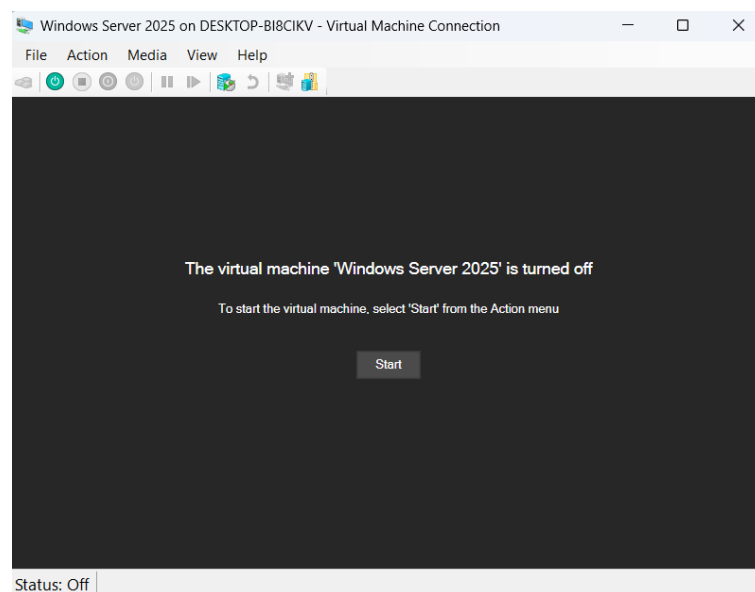 Windows Server 2025 on DESKTOP-BI8CIKV - Virtual Machine Connection
File Action Media View Help
The virtual machine 'Windows Server 2025' is turned off
To start the virtual machine, select 'Start' from the Action menu
Start
Status: Off